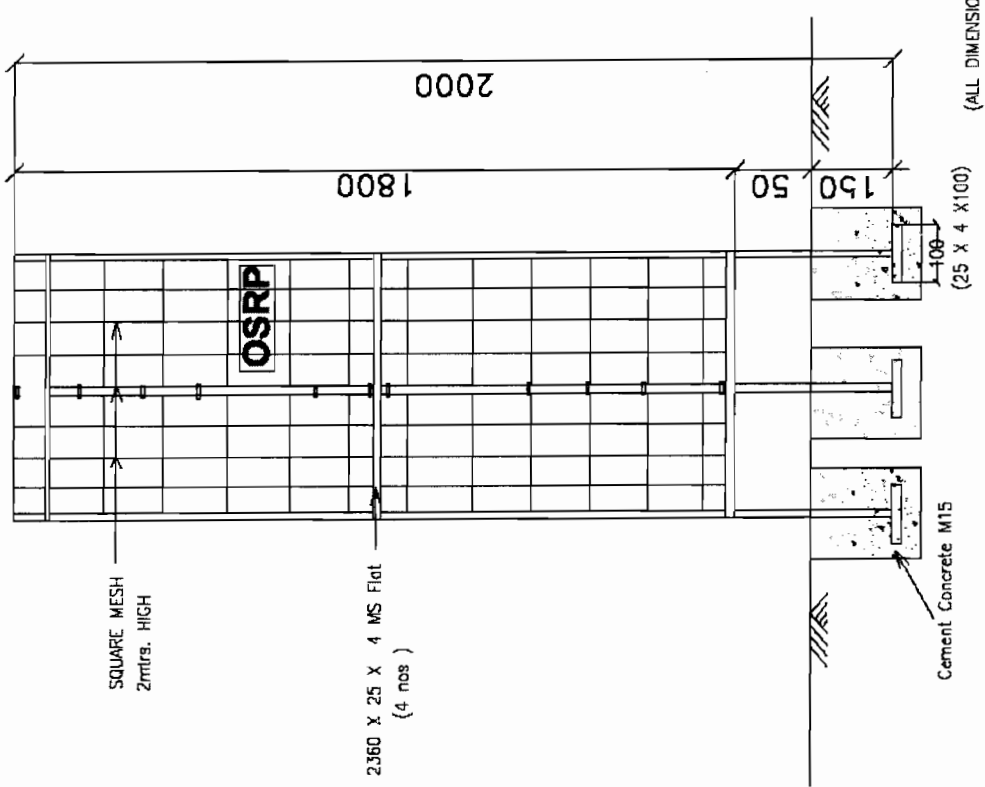 2000
1800
50
150
OSRP
SQUARE MESH
2mtrs. HIGH
2360 X 25 X 4 MS Flat
(4 nos )
100
(25 X 4 X100)
Cement Concrete M15
(ALL DIMENSIO